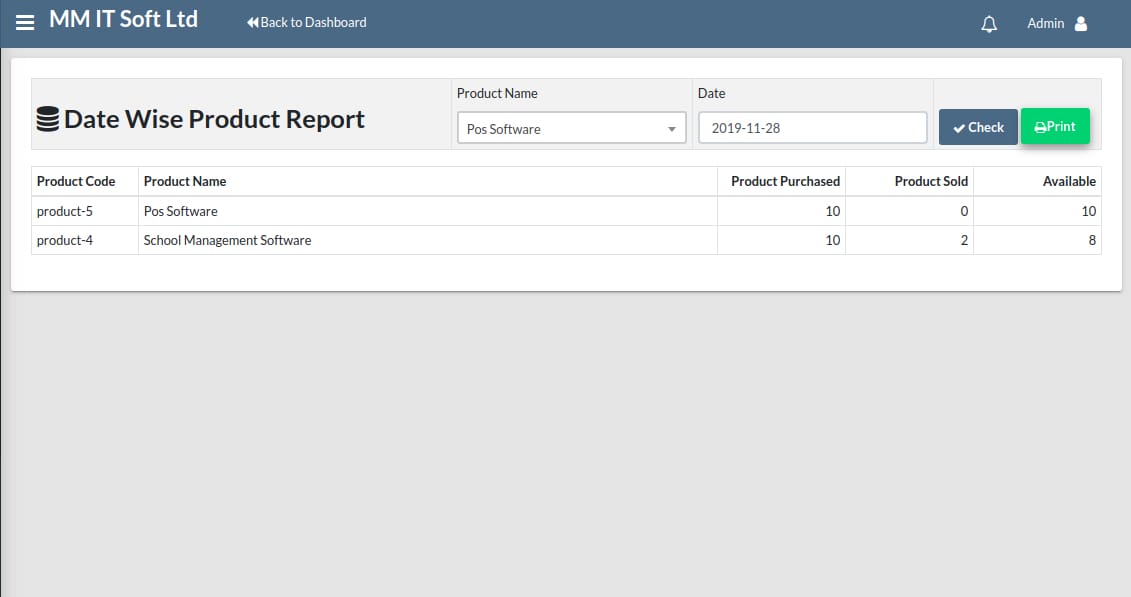 MM IT Soft Ltd
Back to Dashboard
Admin
Date Wise Product Report
Product Name
Pos Software
Date
2019-11-28
Check
Print
Product Code Product Name Product Purchased Product Sold Available
product-5 Pos Software 10 0 10
product-4 School Management Software 10 2 8